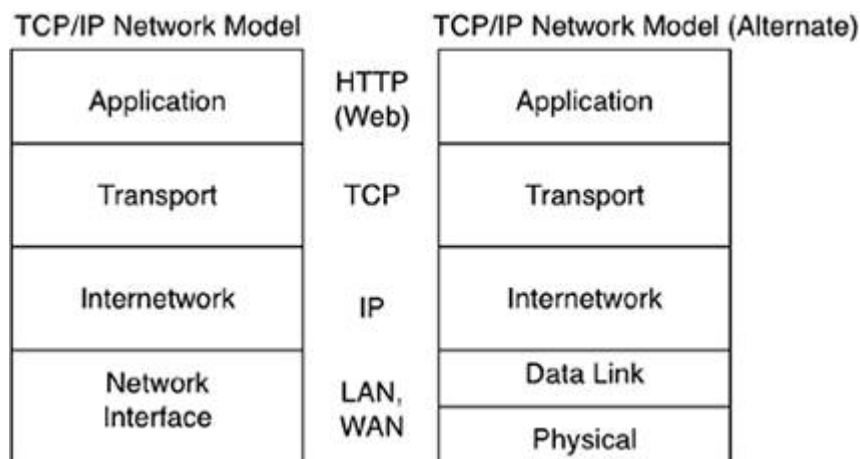 TCP/IP Network Model
TCP/IP Network Model (Alternate)
Application
HTTP
(Web)
Application
Transport
TCP
Transport
Internetwork
IP
Internetwork
Network
Interface
LAN,
WAN
Data Link
Physical